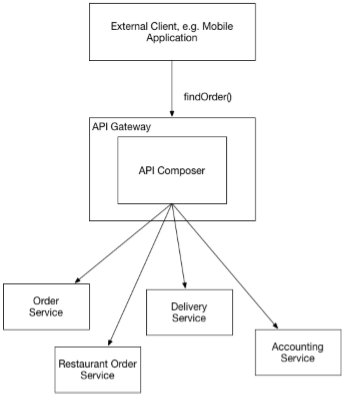 External Client, e.g. Mobile
Application
findOrder()
API Gateway
API Composer
Order
Service
Delivery
Service
Restaurant Order
Service
Accounting
Service